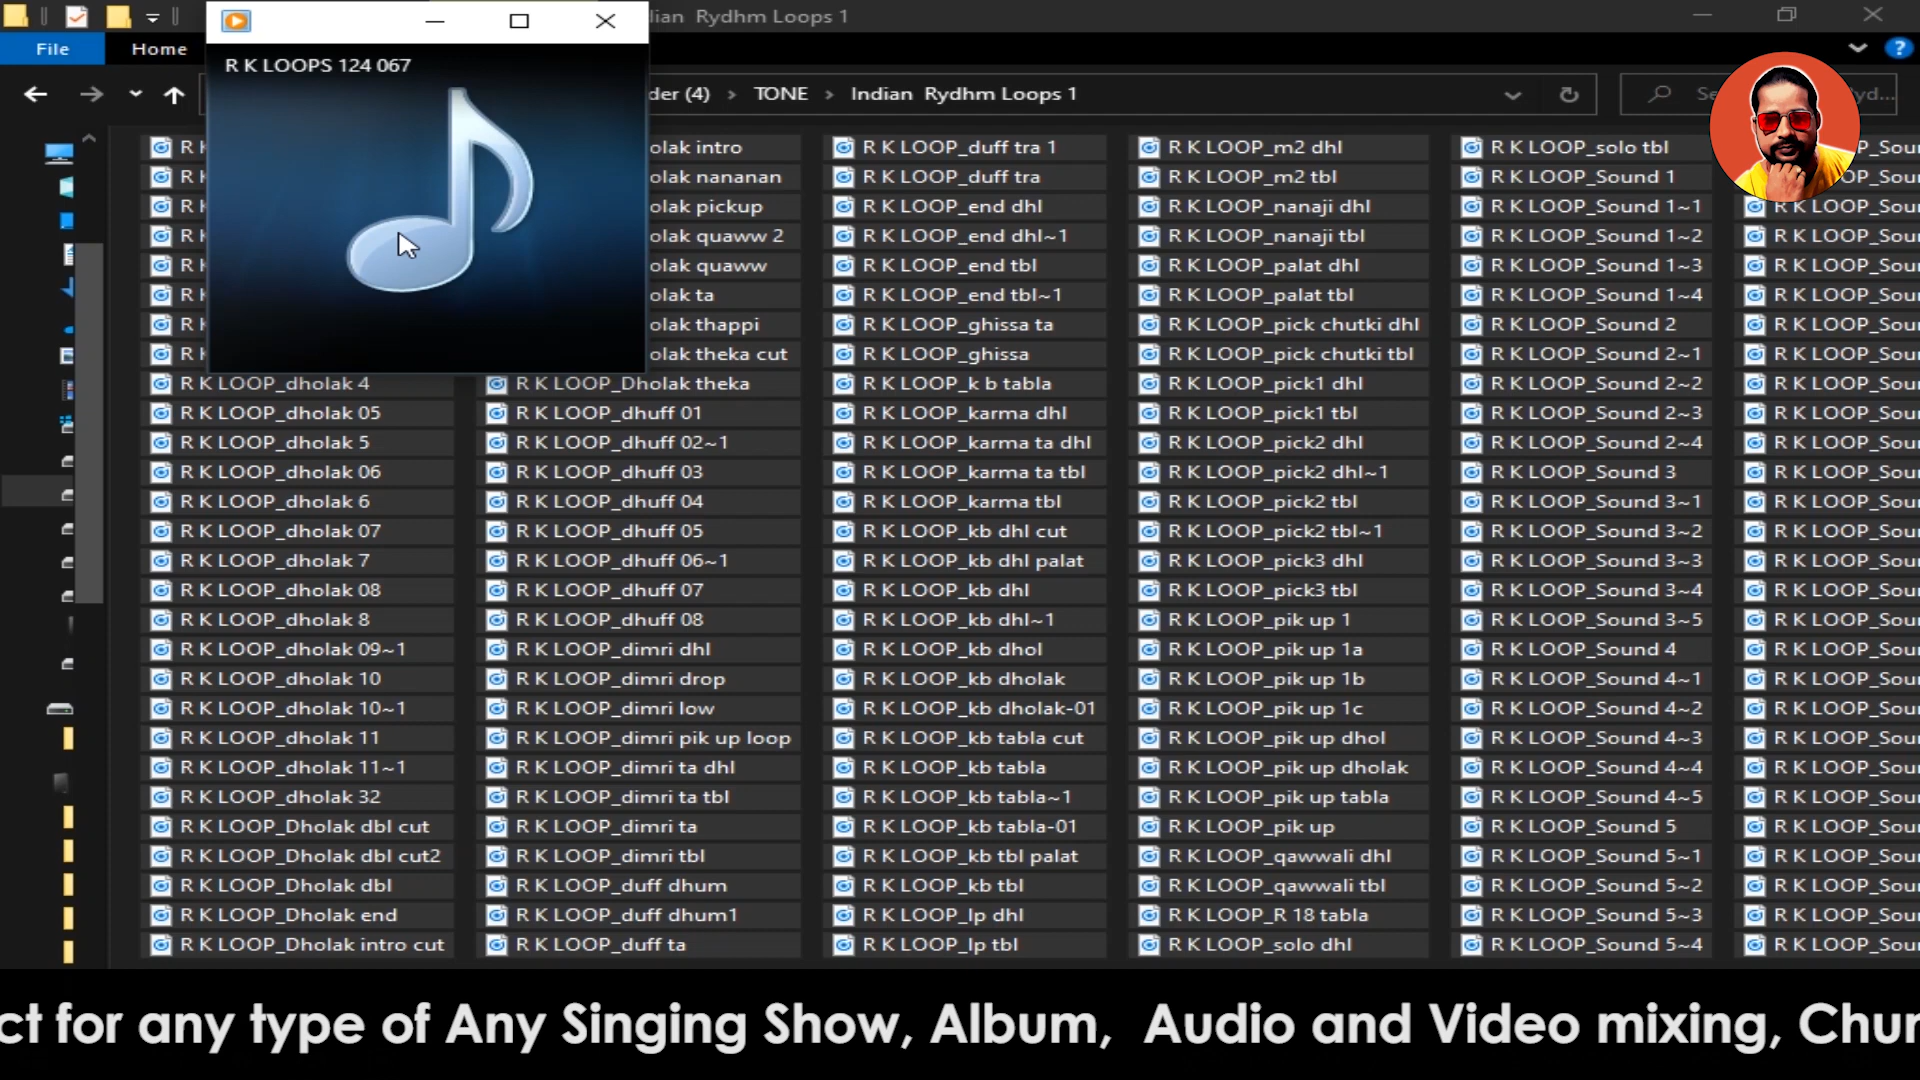 dian Rydhm Loops 1
File
Home
R K LOOPS 124 067
der (4) › TONE › Indian Rydhm Loops 1
R K LOOP_dholak 4
R K LOOP_dholak 05
R K LOOP_dholak 5
R K LOOP_dholak 06
R K LOOP_dholak 6
R K LOOP_dholak 07
R K LOOP_dholak 7
R K LOOP_dholak 08
R K LOOP_dholak 8
R K LOOP_dholak 09~1
R K LOOP_dholak 10
R K LOOP_dholak 10~1
R K LOOP_dholak 11
R K LOOP_dholak 11~1
R K LOOP_dholak 32
R K LOOP_Dholak dbl cut
R K LOOP_Dholak dbl cut2
R K LOOP_Dholak dbl
R K LOOP_Dholak end
R K LOOP_Dholak intro cut
olak intro
olak nananan
olak pickup
olak quaww 2
olak quaww
olak ta
olak thappi
olak theka cut
R K LOOP_Dholak theka
R K LOOP_dhuff 01
R K LOOP_dhuff 02~1
R K LOOP_dhuff 03
R K LOOP_dhuff 04
R K LOOP_dhuff 05
R K LOOP_dhuff 06~1
R K LOOP_dhuff 07
R K LOOP_dhuff 08
R K LOOP_dimri dhl
R K LOOP_dimri drop
R K LOOP_dimri low
R K LOOP_dimri pik up loop
R K LOOP_dimri ta dhl
R K LOOP_dimri ta tbl
R K LOOP_dimri ta
R K LOOP_dimri tbl
R K LOOP_duff dhum
R K LOOP_duff dhum1
R K LOOP_duff ta
R K LOOP_duff tra 1
R K LOOP_duff tra
R K LOOP_end dhl
R K LOOP_end dhl~1
R K LOOP_end tbl
R K LOOP_end tbl~1
R K LOOP_ghissa ta
R K LOOP_ghissa
R K LOOP_k b tabla
R K LOOP_karma dhl
R K LOOP_karma ta dhl
R K LOOP_karma ta tbl
R K LOOP_karma tbl
R K LOOP_kb dhl cut
R K LOOP_kb dhl palat
R K LOOP_kb dhl
R K LOOP_kb dhl~1
R K LOOP_kb dhol
R K LOOP_kb dholak
R K LOOP_kb dholak-01
R K LOOP_kb tabla cut
R K LOOP_kb tabla
R K LOOP_kb tabla~1
R K LOOP_kb tabla-01
R K LOOP_kb tbl palat
R K LOOP_kb tbl
R K LOOP_lp dhl
R K LOOP_lp tbl
R K LOOP_m2 dhl
R K LOOP_m2 tbl
R K LOOP_nanaji dhl
R K LOOP_nanaji tbl
R K LOOP_palat dhl
R K LOOP_palat tbl
R K LOOP_pick chutki dhl
R K LOOP_pick chutki tbl
R K LOOP_pick1 dhl
R K LOOP_pick1 tbl
R K LOOP_pick2 dhl
R K LOOP_pick2 dhl~1
R K LOOP_pick2 tbl
R K LOOP_pick2 tbl~1
R K LOOP_pick3 dhl
R K LOOP_pick3 tbl
R K LOOP_pik up 1
R K LOOP_pik up 1a
R K LOOP_pik up 1b
R K LOOP_pik up 1c
R K LOOP_pik up dhol
R K LOOP_pik up dholak
R K LOOP_pik up tabla
R K LOOP_pik up
R K LOOP_qawwali dhl
R K LOOP_qawwali tbl
R K LOOP_R 18 tabla
R K LOOP_solo dhl
R K LOOP_solo tbl
R K LOOP_Sound 1
R K LOOP_Sound 1~1
R K LOOP_Sound 1~2
R K LOOP_Sound 1~3
R K LOOP_Sound 1~4
R K LOOP_Sound 2
R K LOOP_Sound 2~1
R K LOOP_Sound 2~2
R K LOOP_Sound 2~3
R K LOOP_Sound 2~4
R K LOOP_Sound 3
R K LOOP_Sound 3~1
R K LOOP_Sound 3~2
R K LOOP_Sound 3~3
R K LOOP_Sound 3~4
R K LOOP_Sound 3~5
R K LOOP_Sound 4
R K LOOP_Sound 4~1
R K LOOP_Sound 4~2
R K LOOP_Sound 4~3
R K LOOP_Sound 4~4
R K LOOP_Sound 4~5
R K LOOP_Sound 5
R K LOOP_Sound 5~1
R K LOOP_Sound 5~2
R K LOOP_Sound 5~3
R K LOOP_Sound 5~4
ct for any type of Any Singing Show, Album, Audio and Video mixing, Chur